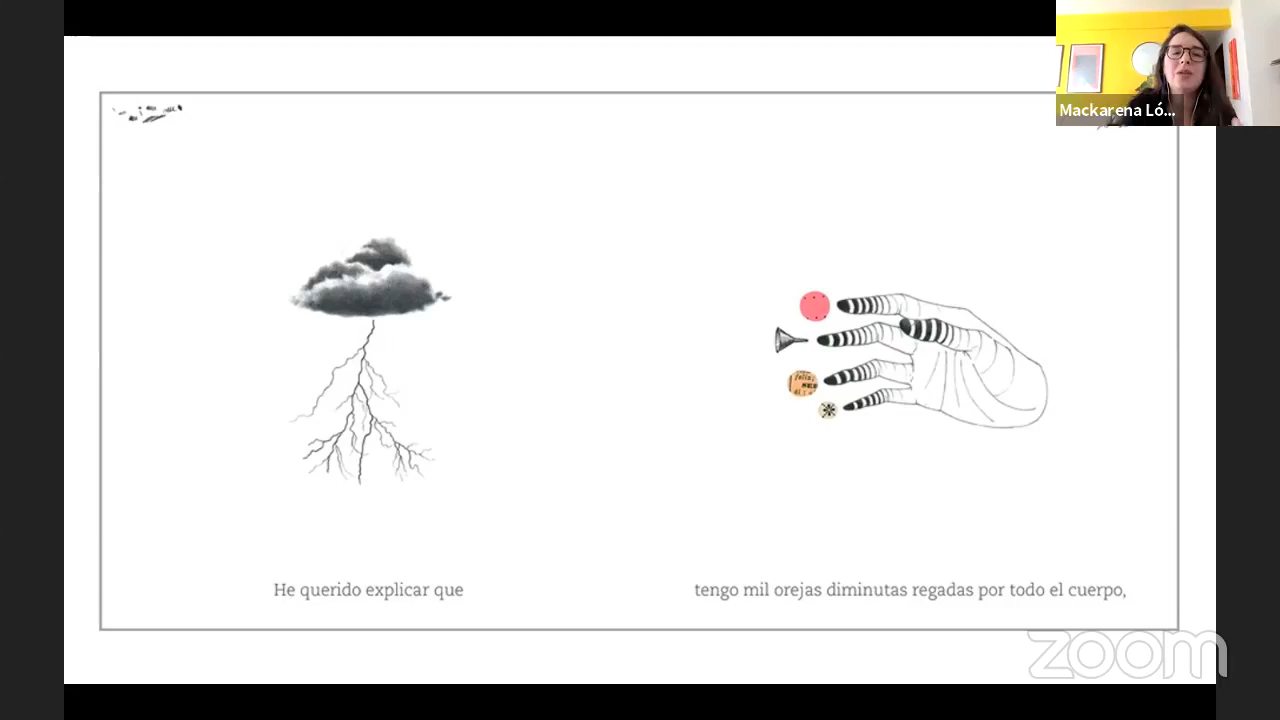 Mackarena Ló...
He querido explicar que
tengo mil orejas diminutas regadas por todo el cuerpo,
zoom